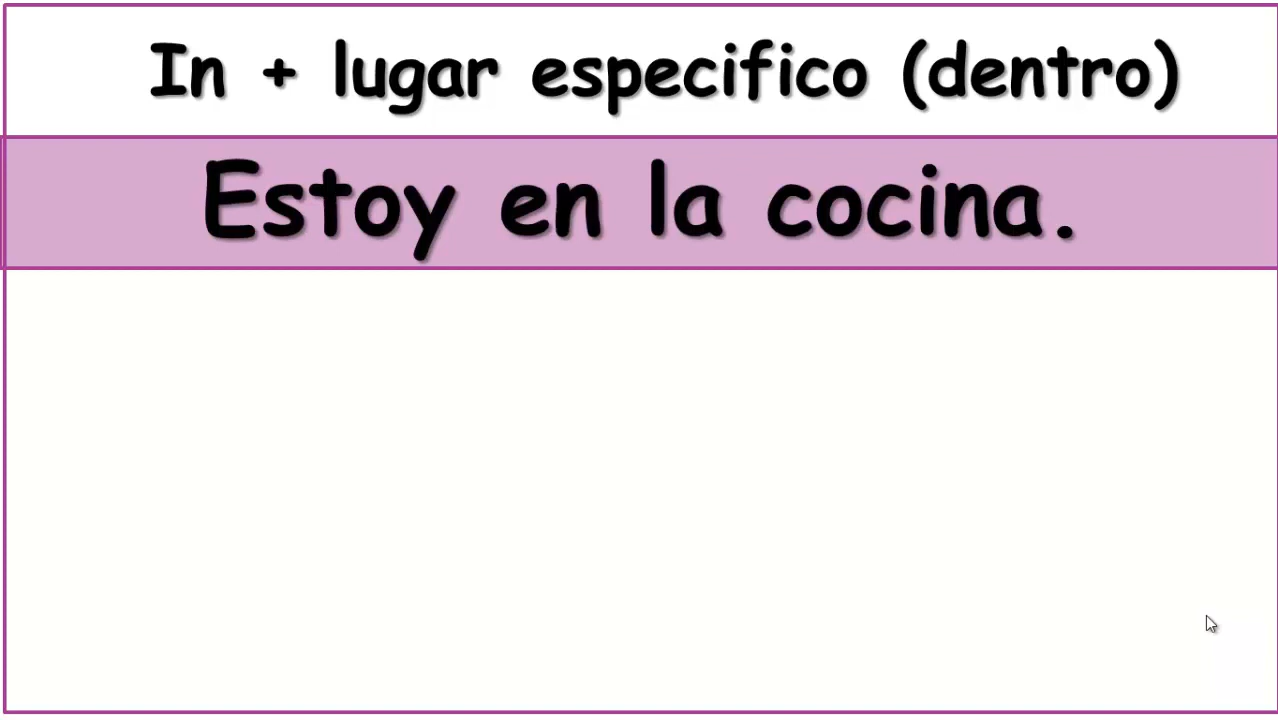 In + lugar especifico (dentro)
Estoy en la cocina.